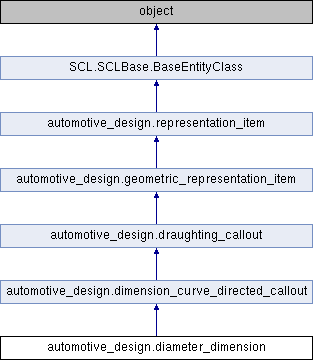 object
SCL.SCLBase.BaseEntityClass
automotive_design.representation_item
automotive_design.geometric_representation_item
automotive_design.draughting_callout
automotive_design.dimension_curve_directed_callout
automotive_design.diameter_dimension